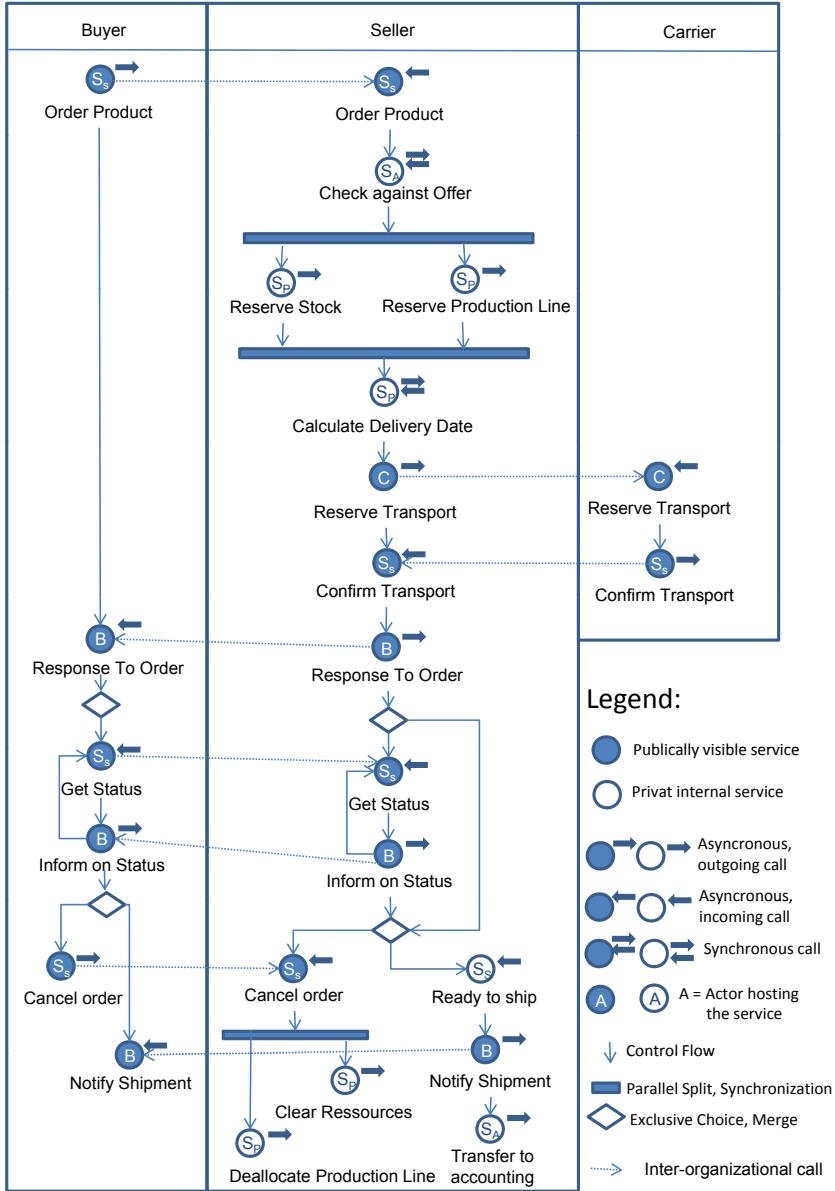 Buyer
Seller
Carrier
Ss
Ss
Order Product
Order Product
SA
Check against Offer
SP
SP
Reserve Stock
Reserve Production Line
SP
Calculate Delivery Date
C
C
Reserve Transport
Reserve Transport
Ss
Ss
Confirm Transport
Confirm Transport
B
B
Response To Order
Response To Order
Ss
Ss
Get Status
Get Status
B
B
Inform on Status
Inform on Status
Ss
Ss
SS
Cancel order
Cancel order
Ready to ship
B
B
Notify Shipment
Notify Shipment
SP
Clear Ressources
SA
SP
Deallocate Production Line
Transfer to
accounting
Legend:
Publically visible service
Privat internal service
Asyncronous,
outgoing call
Asyncronous,
incoming call
Synchronous call
A
A
A = Actor hosting
the service
Control Flow
Parallel Split, Synchronization
Exclusive Choice, Merge
Inter-organizational call